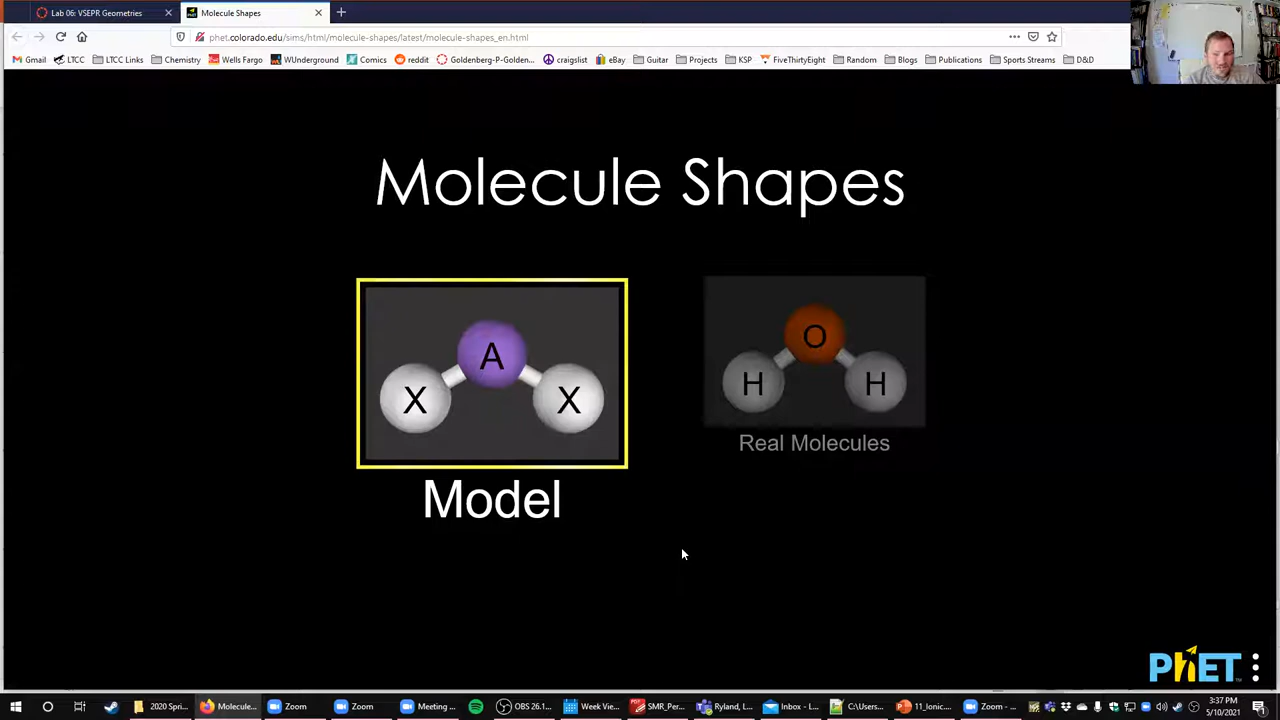 Lab 06: VSEPR Geometries
Molecule Shapes
phet.colorado.edu/sims/html/molecule-shapes/latest/molecule-shapes_en.html
Gmail LTCC LTCC Links Chemistry Wells Fargo WUnderground Comics reddit Goldenberg-P-Golden... craigslist eBay Guitar Projects KSP FiveThirtyEight Random Blogs Publications Sports Streams D&D
Molecule Shapes
X A X
H O H
Model
Real Molecules
PhET
2020 Spri... Molecule... Zoom Zoom Meeting ... OBS 26.1... Week Vie... SMR_Per... Ryland, L... Inbox - L... C:\Users... 11_Ionic... Zoom - ...
3:37 PM
5/10/2021